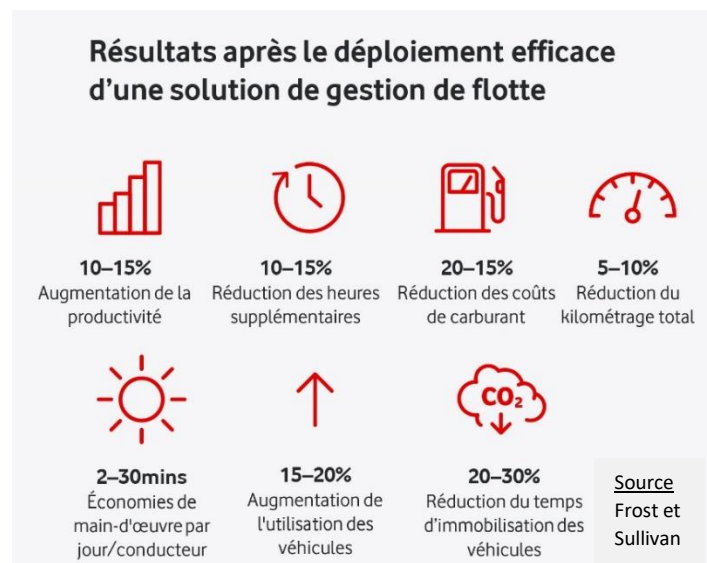 Résultats après le déploiement efficace
d'une solution de gestion de flotte
10–15%
Augmentation de la
productivité
10–15%
Réduction des heures
supplémentaires
20–15%
Réduction des coûts
de carburant
5–10%
Réduction du
kilométrage total
2–30mins
Économies de
main-d'œuvre par
jour/conducteur
15–20%
Augmentation de
l'utilisation des
véhicules
CO₂
20–30%
Réduction du temps
d'immobilisation des
véhicules
Source
Frost et
Sullivan